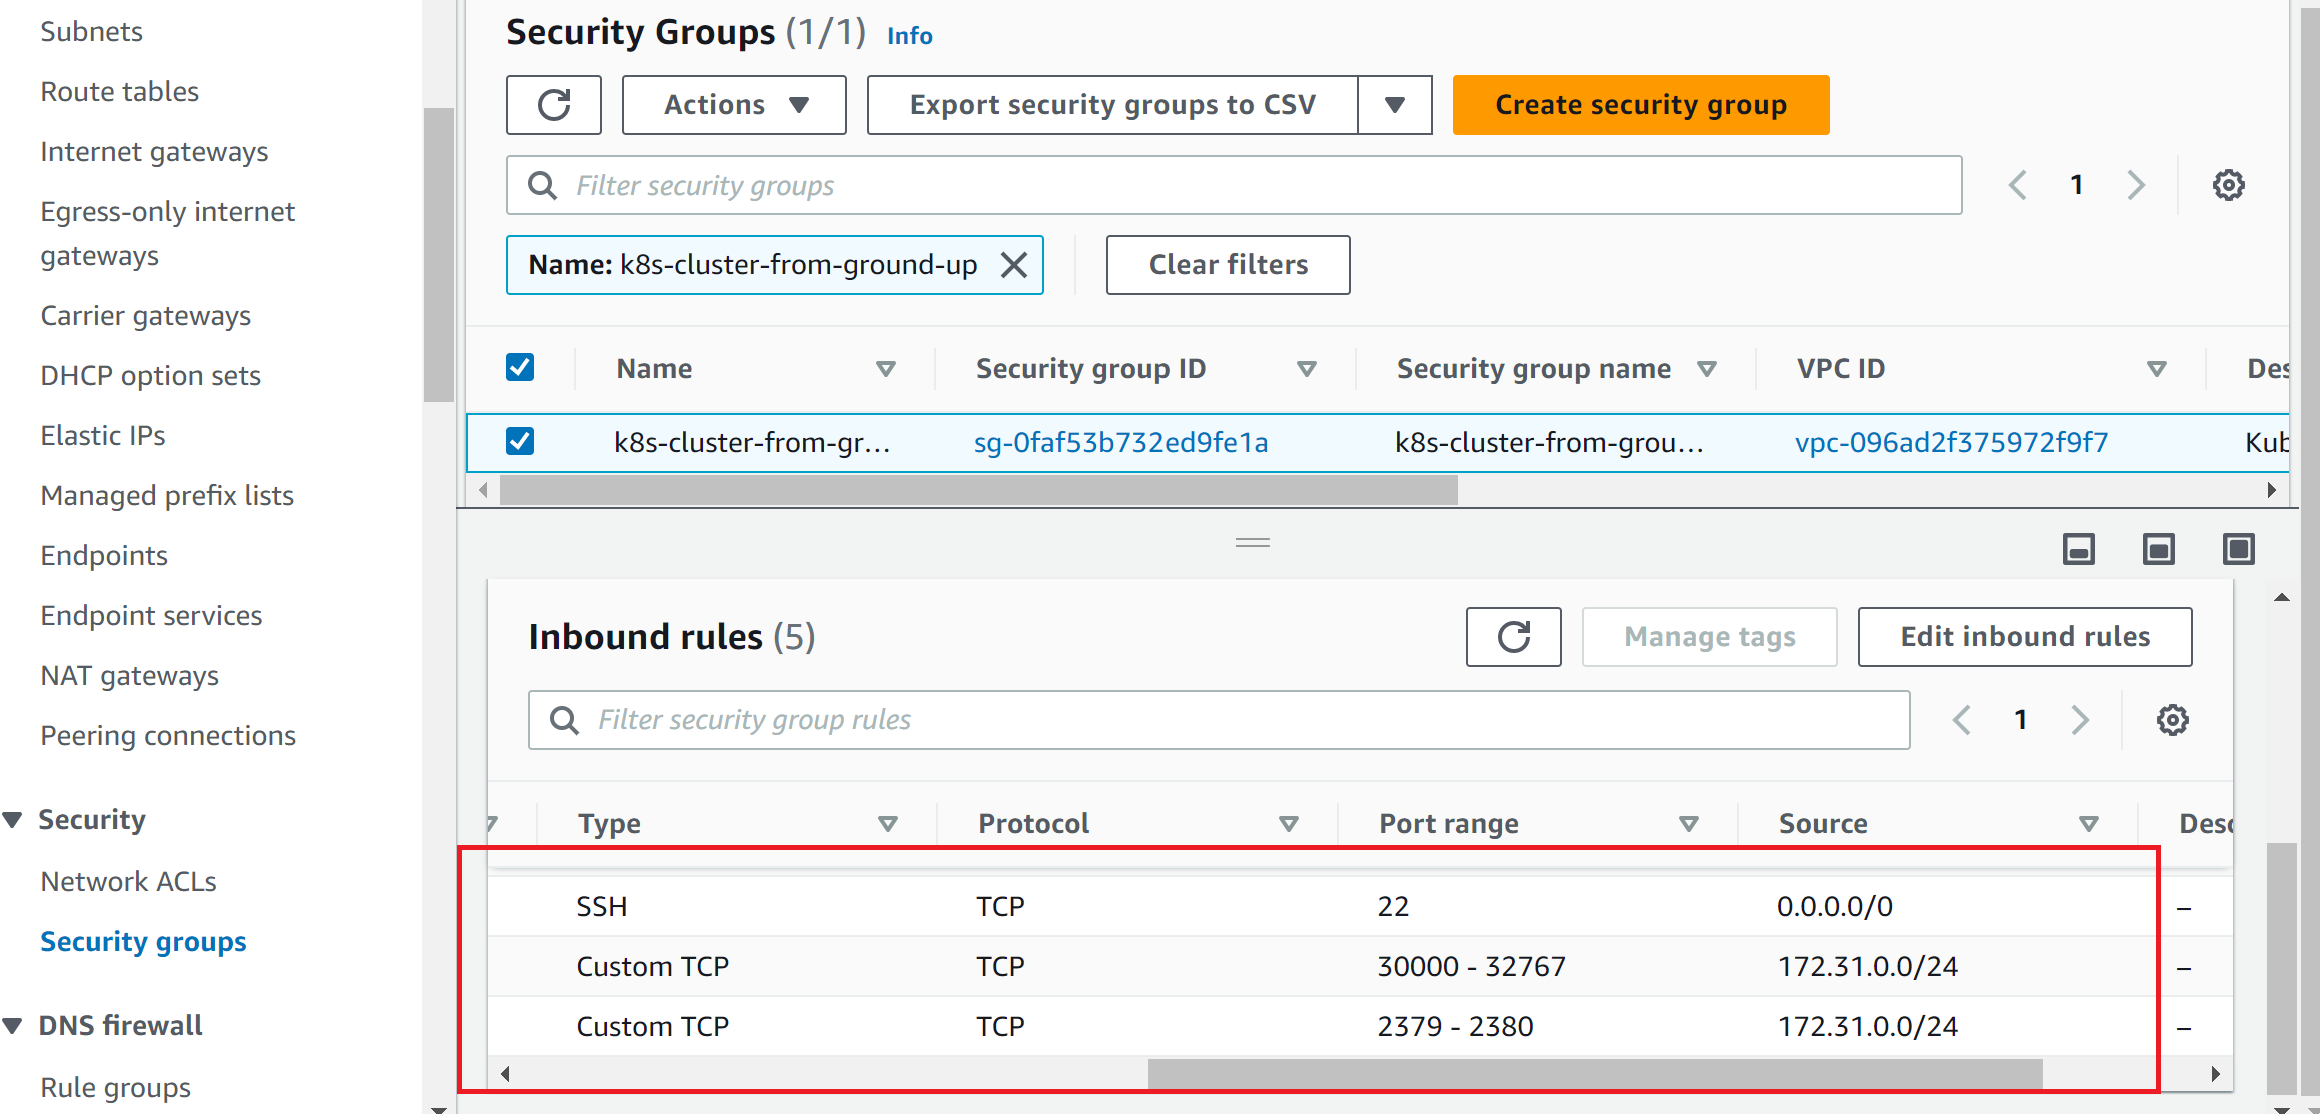 Subnets
Route tables
Internet gateways
Egress-only internet
gateways
Carrier gateways
DHCP option sets
Elastic IPs
Managed prefix lists
Endpoints
Endpoint services
NAT gateways
Peering connections
Security
Network ACLs
Security groups
DNS firewall
Rule groups
Security Groups (1/1) Info
Actions Export security groups to CSV Create security group
Filter security groups 1
Name: k8s-cluster-from-ground-up Clear filters
Name Security group ID Security group name VPC ID Des
k8s-cluster-from-gr... sg-0faf53b732ed9fe1a k8s-cluster-from-grou... vpc-096ad2f375972f9f7 Kub
Inbound rules (5) Manage tags Edit inbound rules
Filter security group rules 1
Type Protocol Port range Source Desc
SSH TCP 22 0.0.0.0/0 –
Custom TCP TCP 30000 - 32767 172.31.0.0/24 –
Custom TCP TCP 2379 - 2380 172.31.0.0/24 –